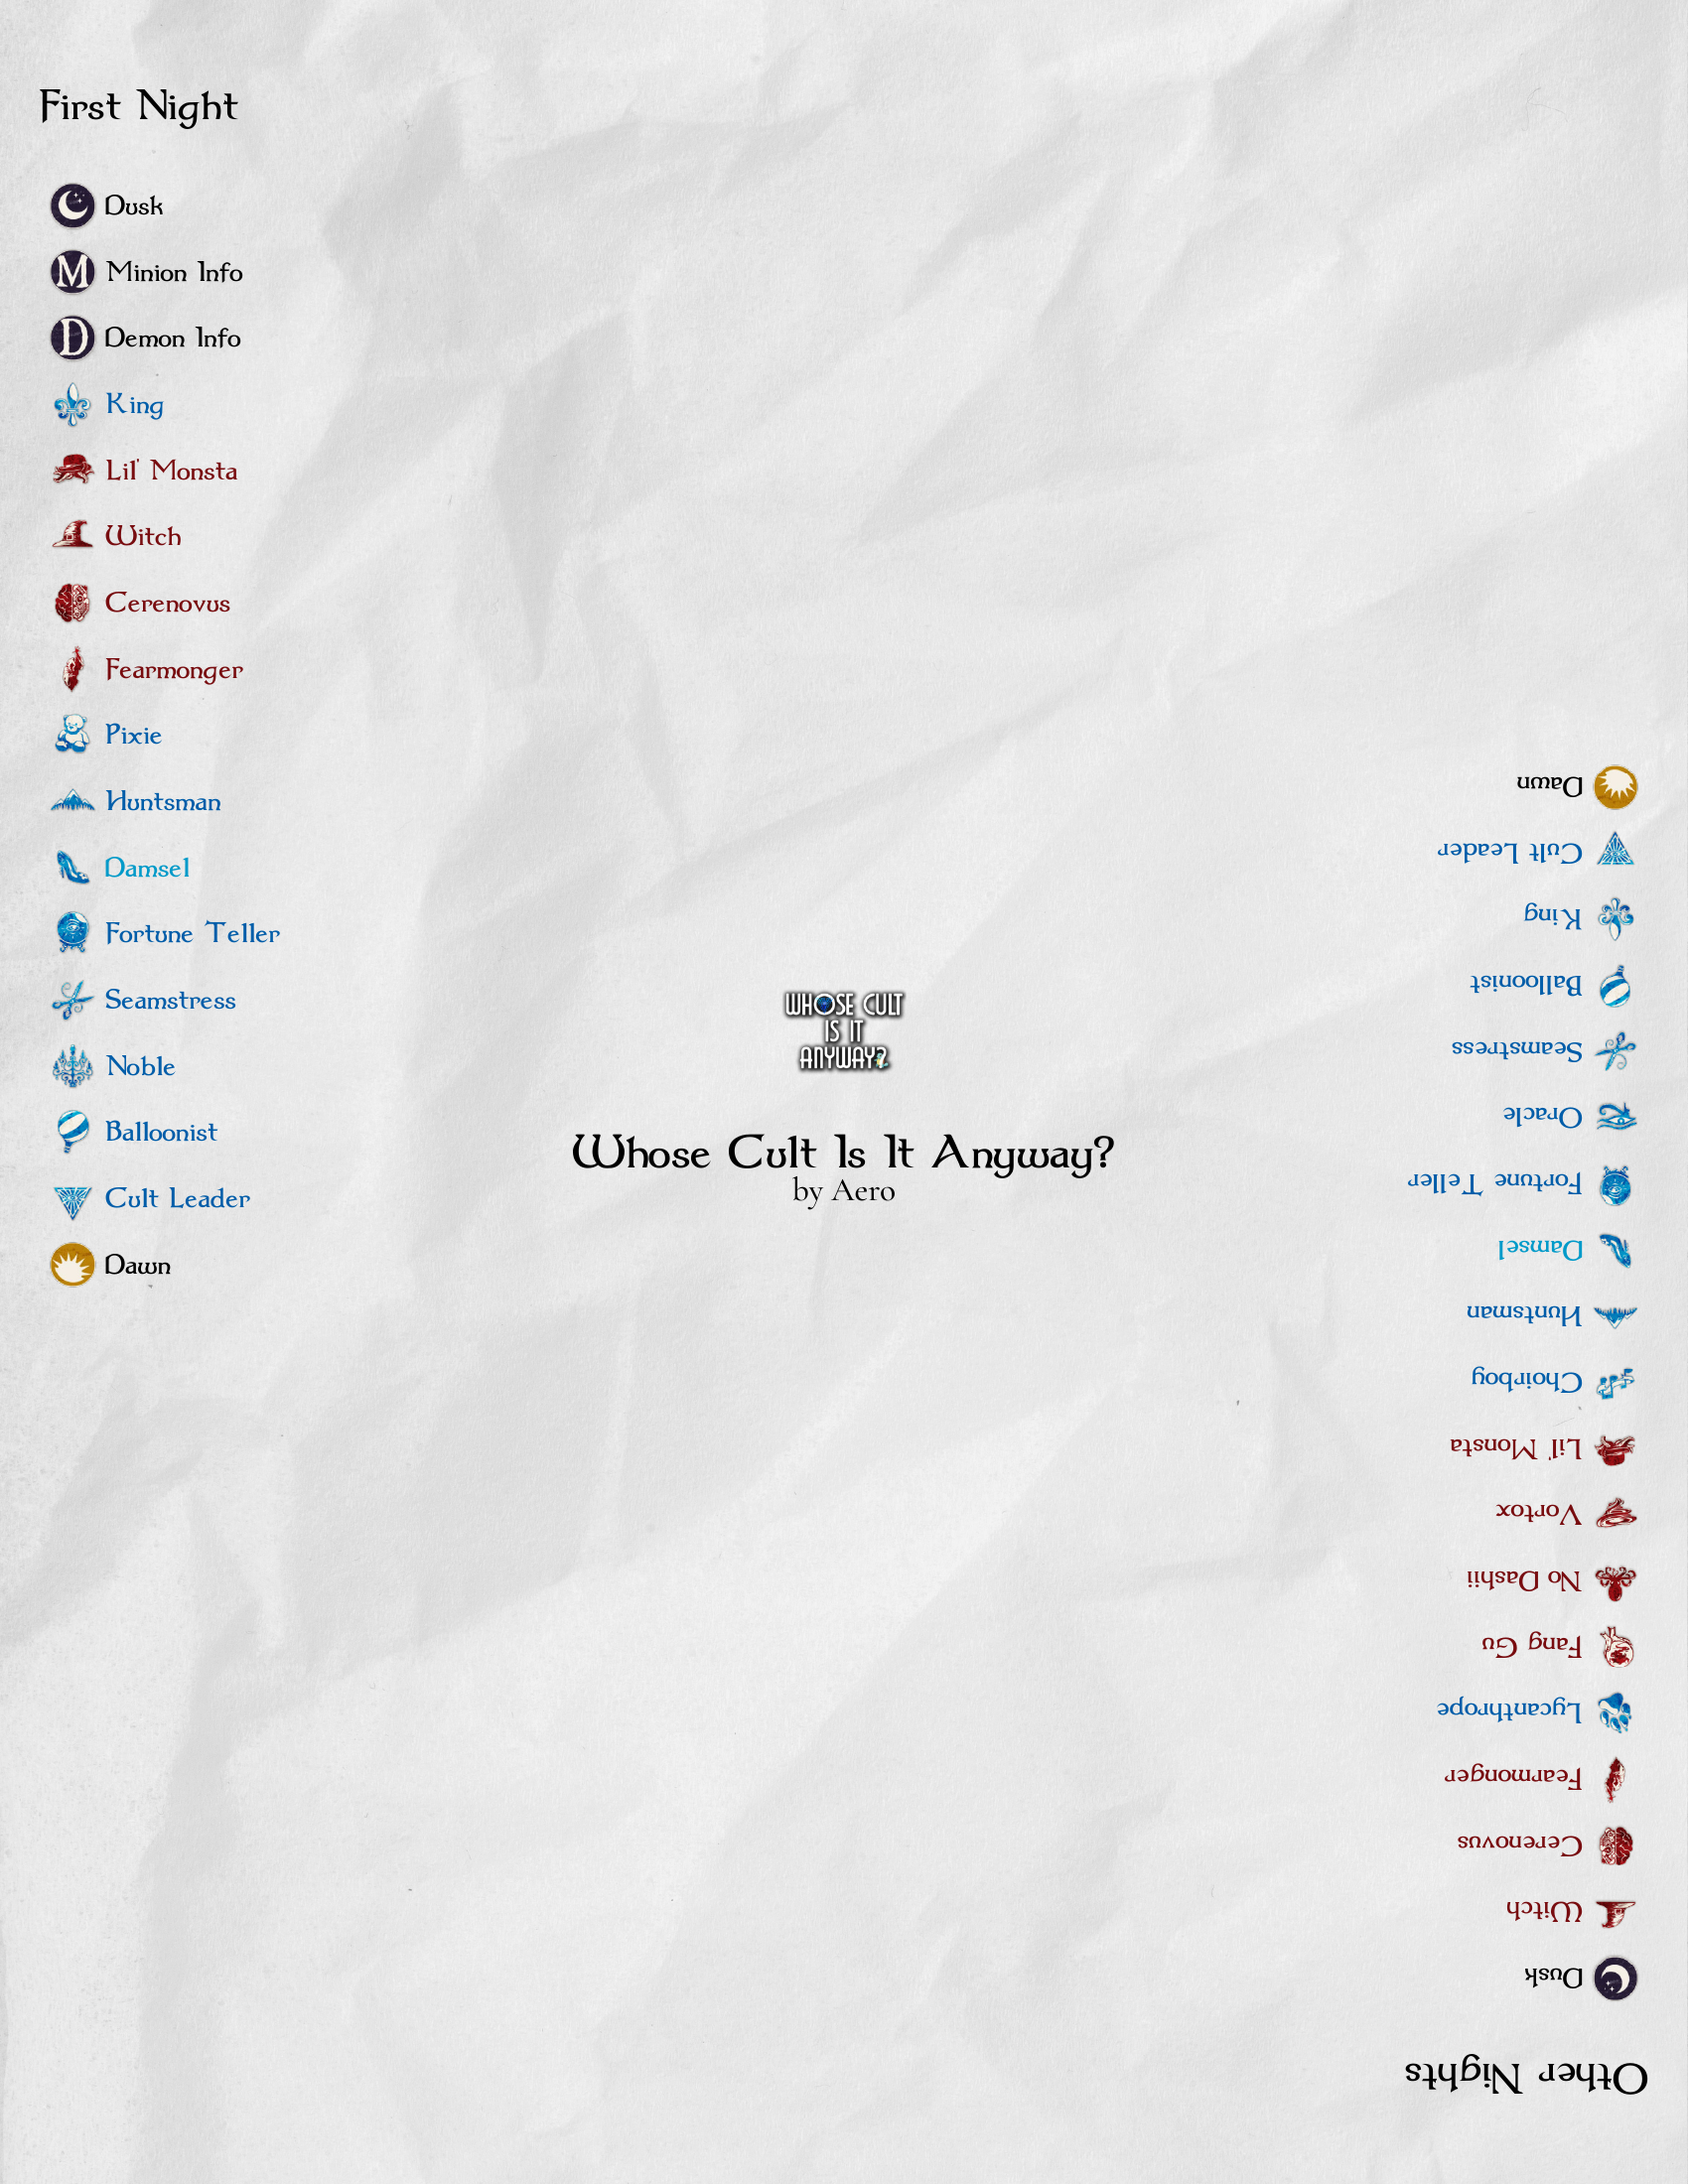 First Night
Dusk
M Minion Info
D Demon Info
King
Lil' Monsta
Witch
Cerenovus
Fearmonger
Pixie
Huntsman
Damsel
Fortune Teller
Seamstress
Noble
Balloonist
Cult Leader
Dawn
WHOSE CULT
IS IT
ANYWAY?
Whose Cult Is It Anyway?
by Aero
Other Nights
Dusk
Witch
Cerenovus
Fearmonger
Lycanthrope
Fang Gu
No Dashii
Vortox
Lil' Monsta
Choirboy
Huntsman
Damsel
Fortune Teller
Oracle
Seamstress
Balloonist
King
Cult Leader
Dawn